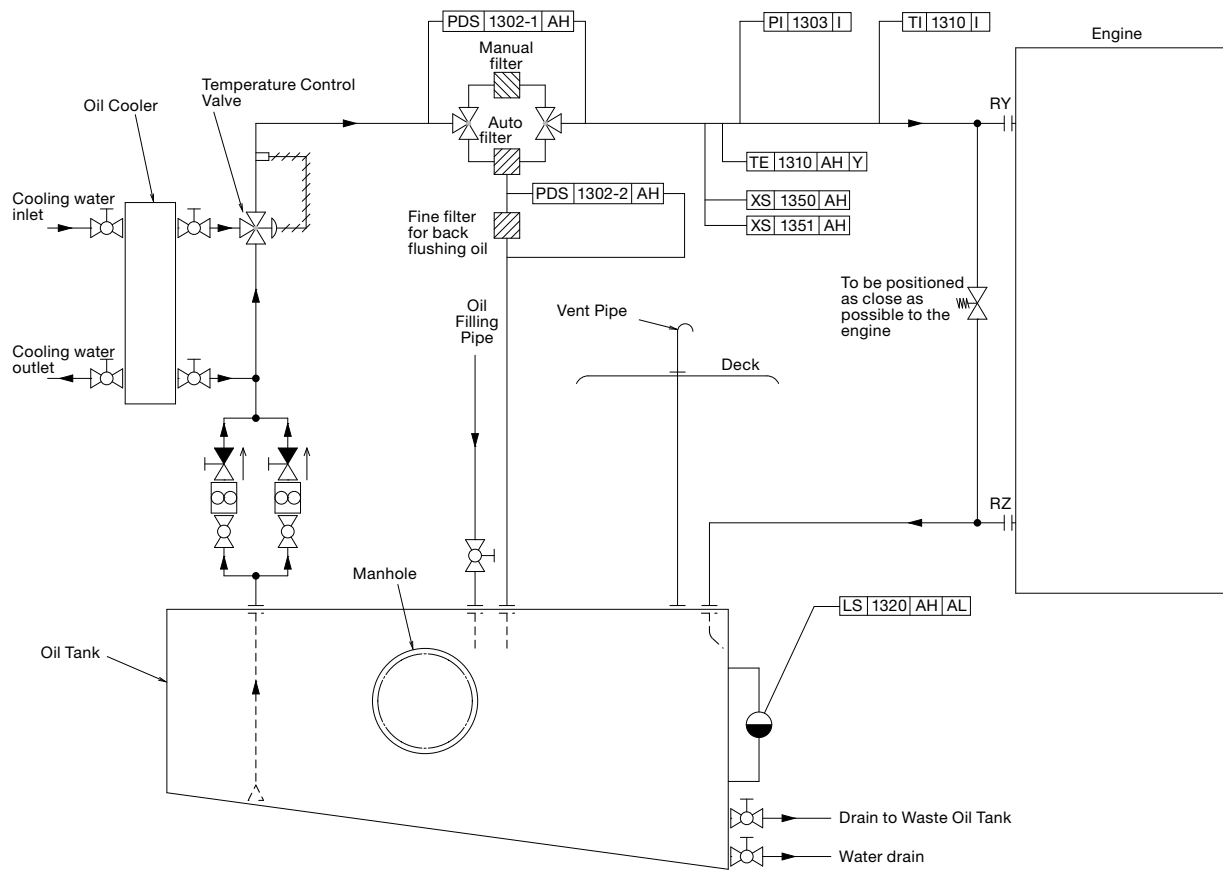 PDS 1302-1 AH
PI 1303 I
TI 1310 I
Engine
Manual
filter
Temperature Control
Valve
Oil Cooler
RY
Auto
filter
TE 1310 AH Y
PDS 1302-2 AH
XS 1350 AH
XS 1351 AH
Cooling water
inlet
Fine filter
for back
flushing oil
To be positioned
as close as
possible to the
engine
Oil
Filling
Pipe
Vent Pipe
Cooling water
outlet
Deck
RZ
Manhole
LS 1320 AH AL
Oil Tank
Drain to Waste Oil Tank
Water drain